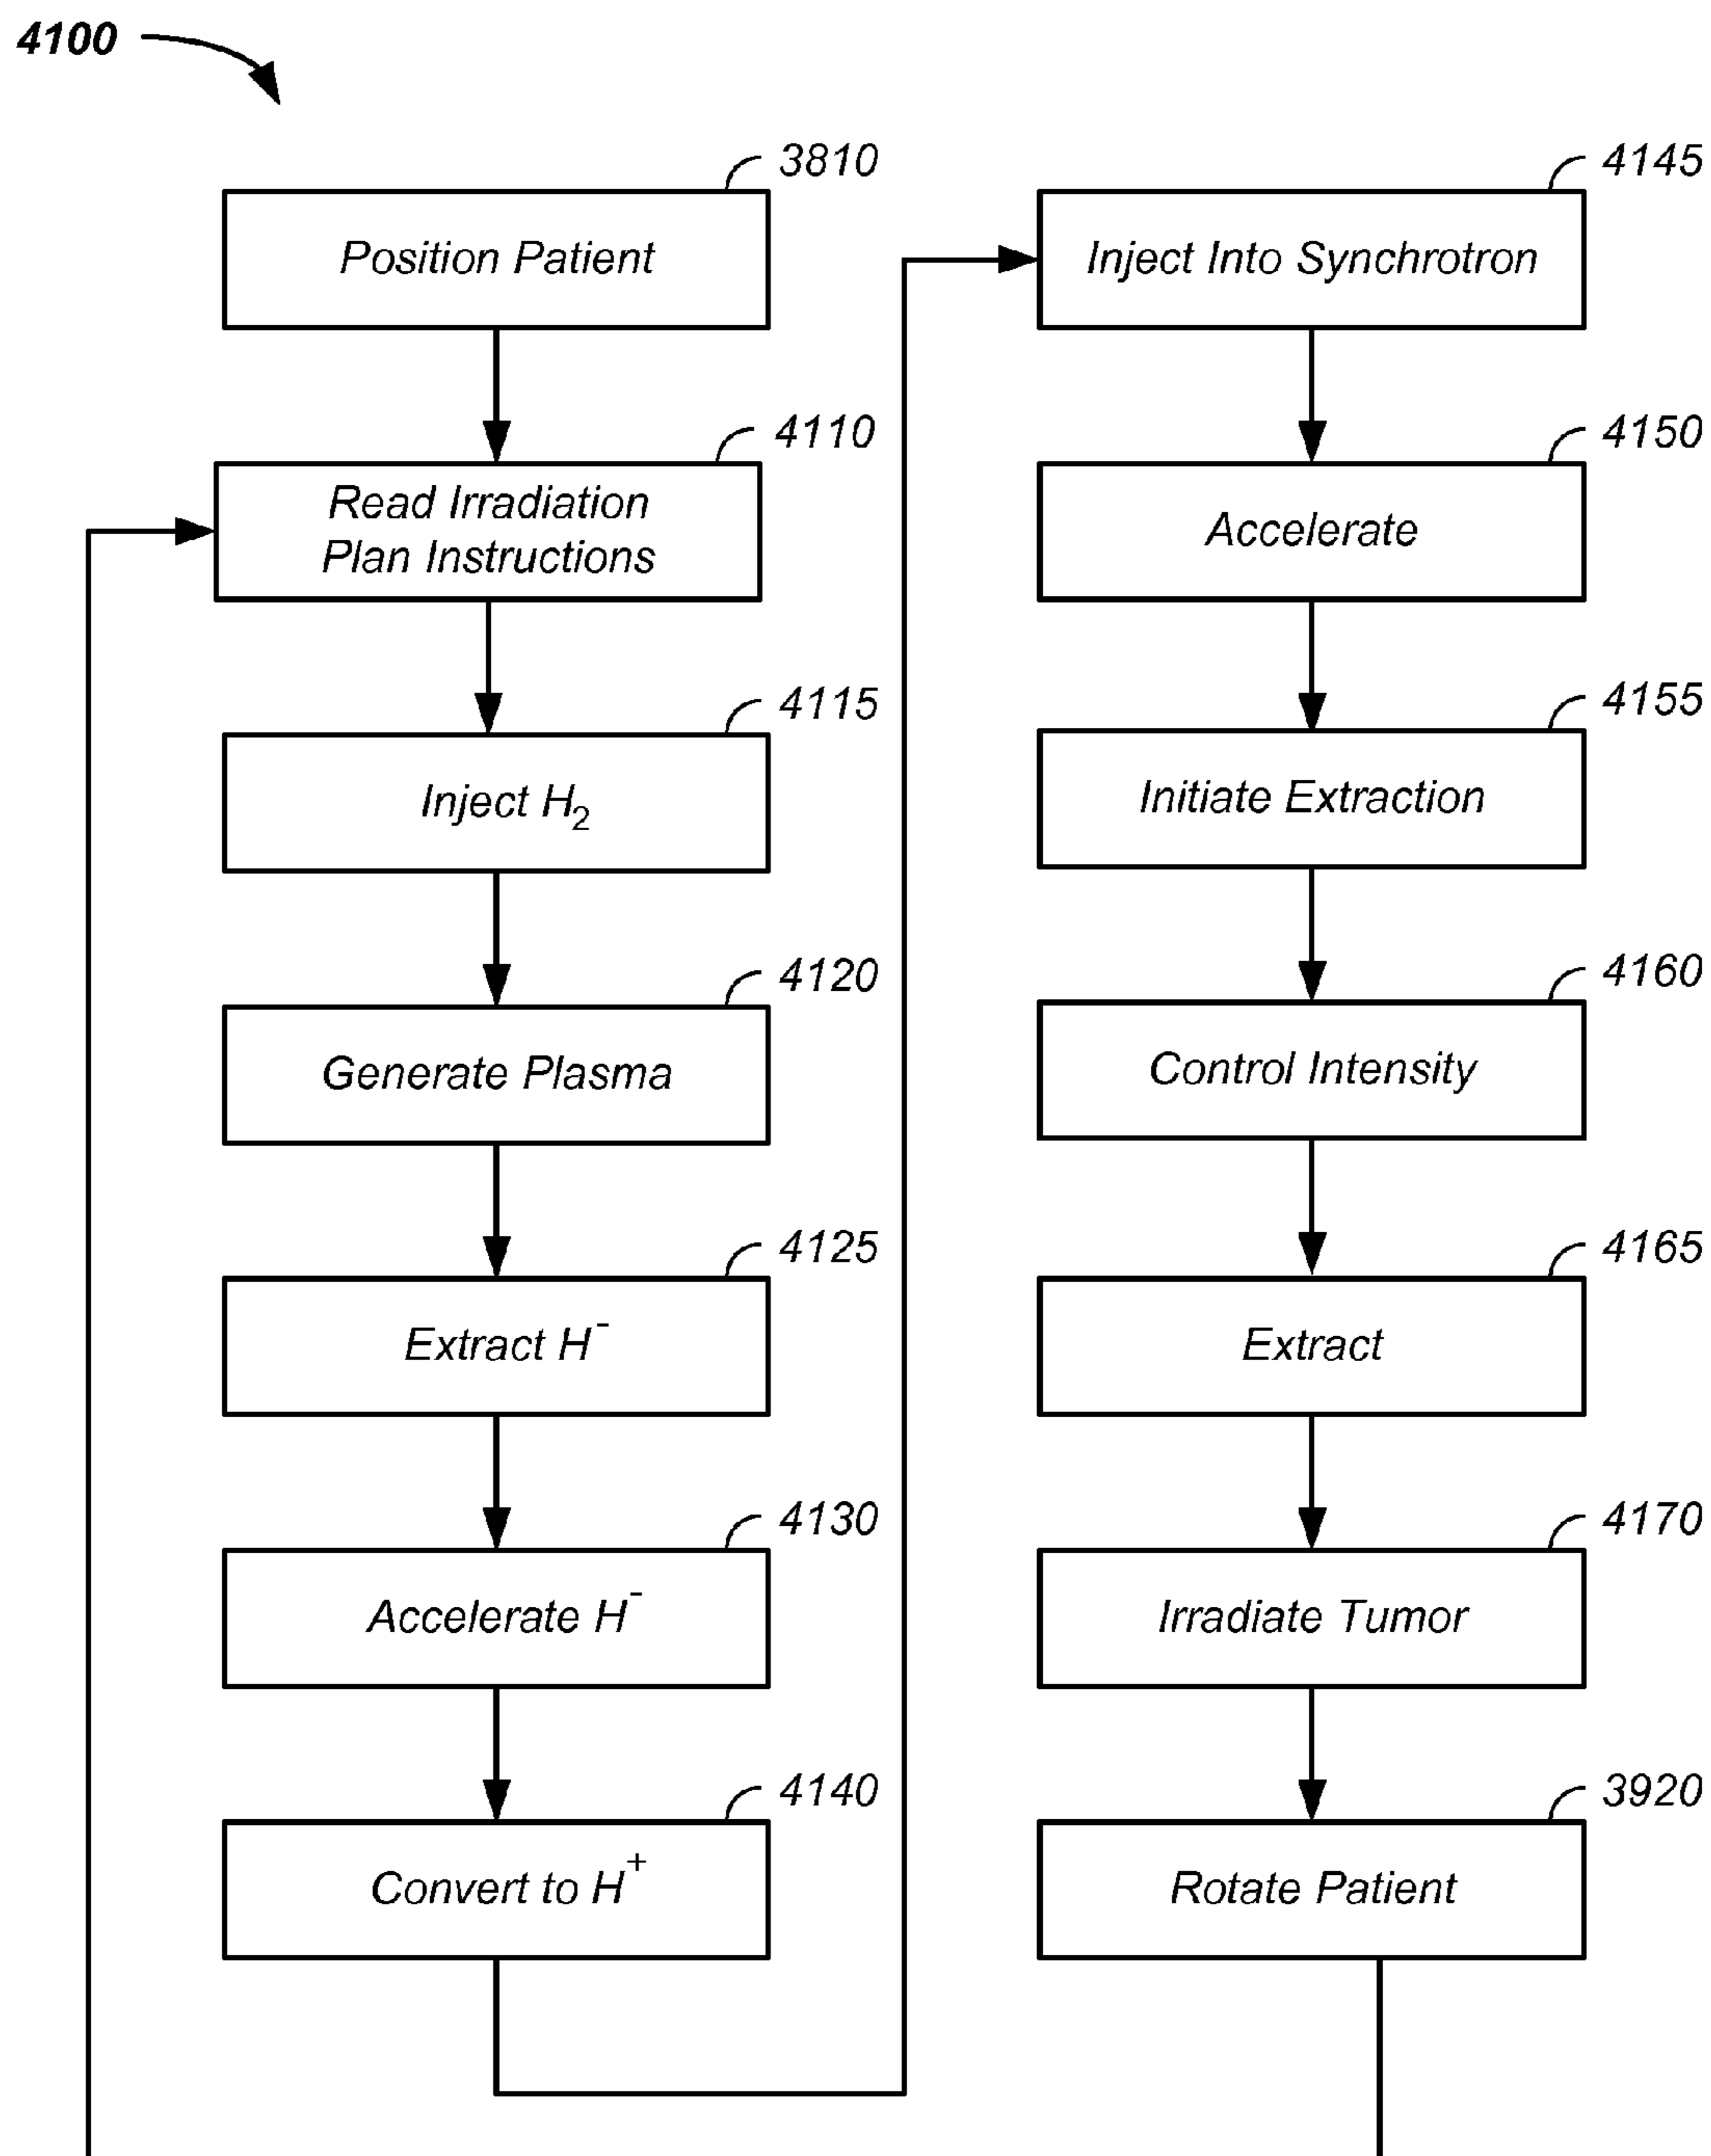 4100
3810
Position Patient
4110
Read Irradiation
Plan Instructions
4115
Inject H₂
4120
Generate Plasma
4125
Extract H⁻
4130
Accelerate H⁻
4140
Convert to H⁺
4145
Inject Into Synchrotron
4150
Accelerate
4155
Initiate Extraction
4160
Control Intensity
4165
Extract
4170
Irradiate Tumor
3920
Rotate Patient